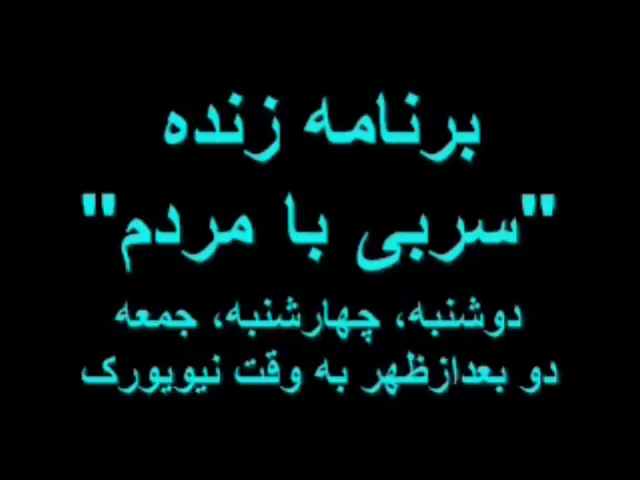 برنامه زنده
"سربی با مردم"
دوشنبه، چهارشنبه، جمعه
دو بعدازظهر به وقت نیویورک